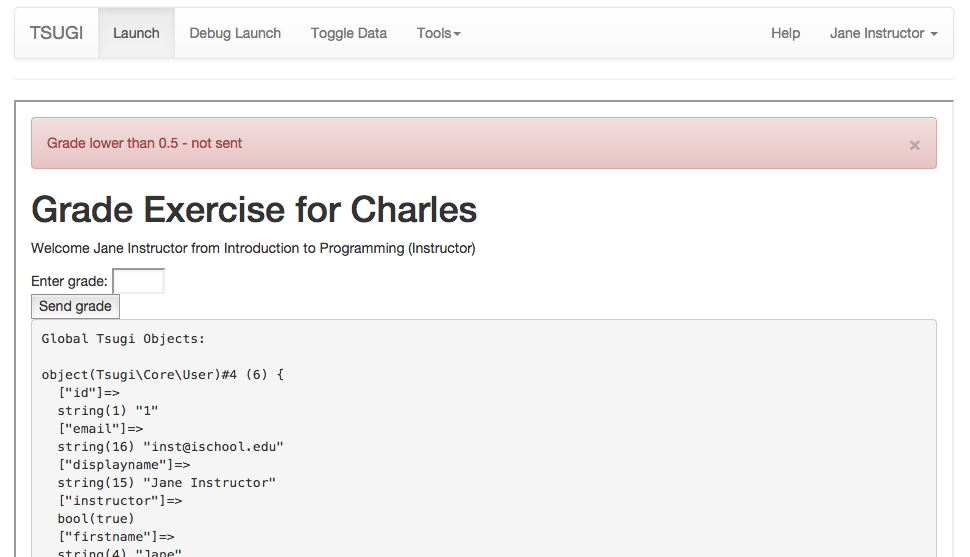 TSUGI Launch Debug Launch Toggle Data Tools Help Jane Instructor
Grade lower than 0.5 - not sent ×
Grade Exercise for Charles
Welcome Jane Instructor from Introduction to Programming (Instructor)
Enter grade:
Send grade
Global Tsugi Objects:
object(Tsugi\Core\User)#4 (6) {
["id"]=>
string(1) "1"
["email"]=>
string(16) "inst@ischool.edu"
["displayname"]=>
string(15) "Jane Instructor"
["instructor"]=>
bool(true)
["firstname"]=>
string(4) "Jane"